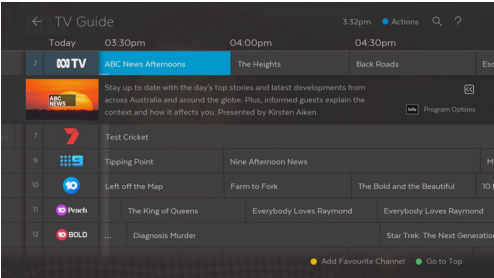 ← TV Guide 3:32pm Actions ?
Today 03:30pm 04:00pm 04:30pm
2 TV ABC News Afternoons The Heights Back Roads Esc
ABC NEWS
Stay up to date with the day's top stories and latest developments from
across Australia and around the globe. Plus, informed guests explain the
context and how it affects you. Presented by Kirsten Aiken.
CC
Info Program Options
7 7 Test Cricket
9 9 Tipping Point Nine Afternoon News M
10 10 Left off the Map Farm to Fork The Bold and the Beautiful 10
11 10 Peach The King of Queens Everybody Loves Raymond Everybody Loves Raymond
12 10 BOLD ... Diagnosis Murder Star Trek: The Next Generation
Add Favourite Channel Go to Top